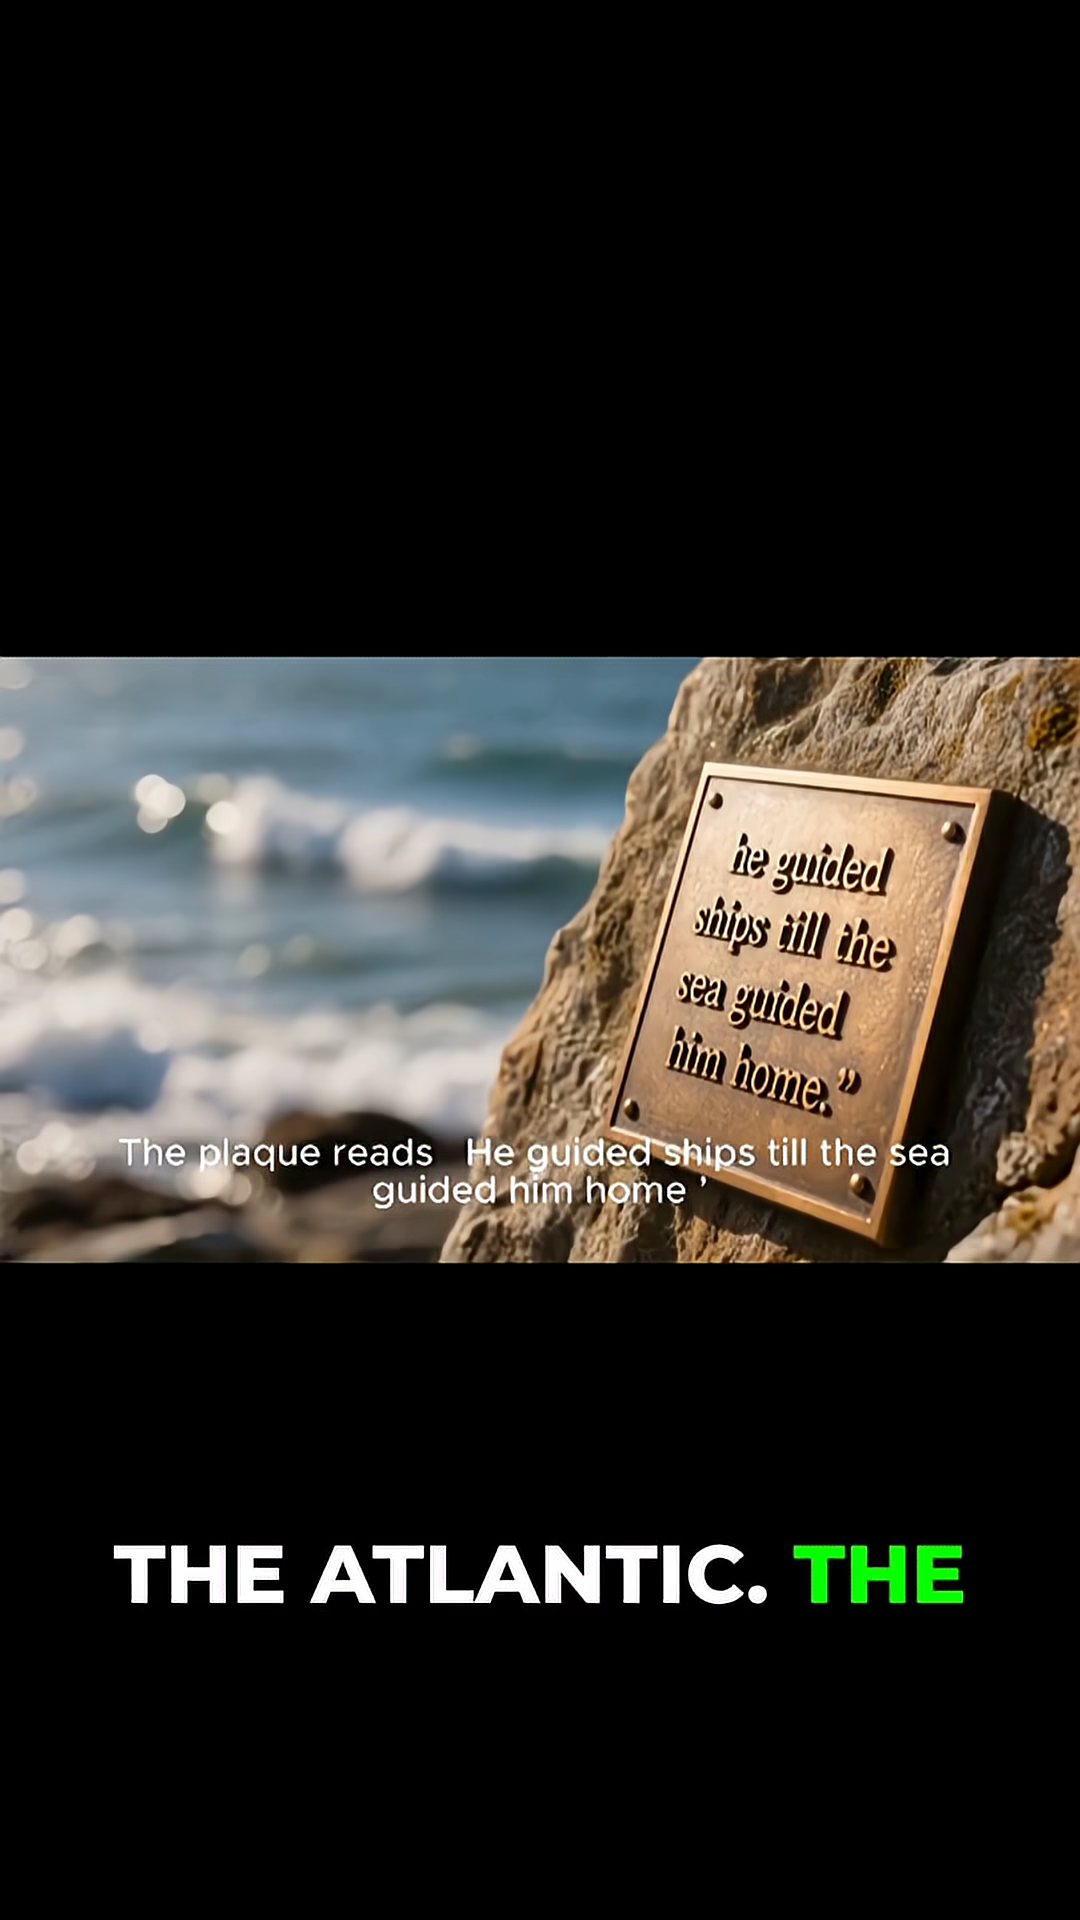 he guided
ships till the
sea guided
him home.”
The plaque reads   He guided ships till the sea
guided him home ’
THE ATLANTIC. THE